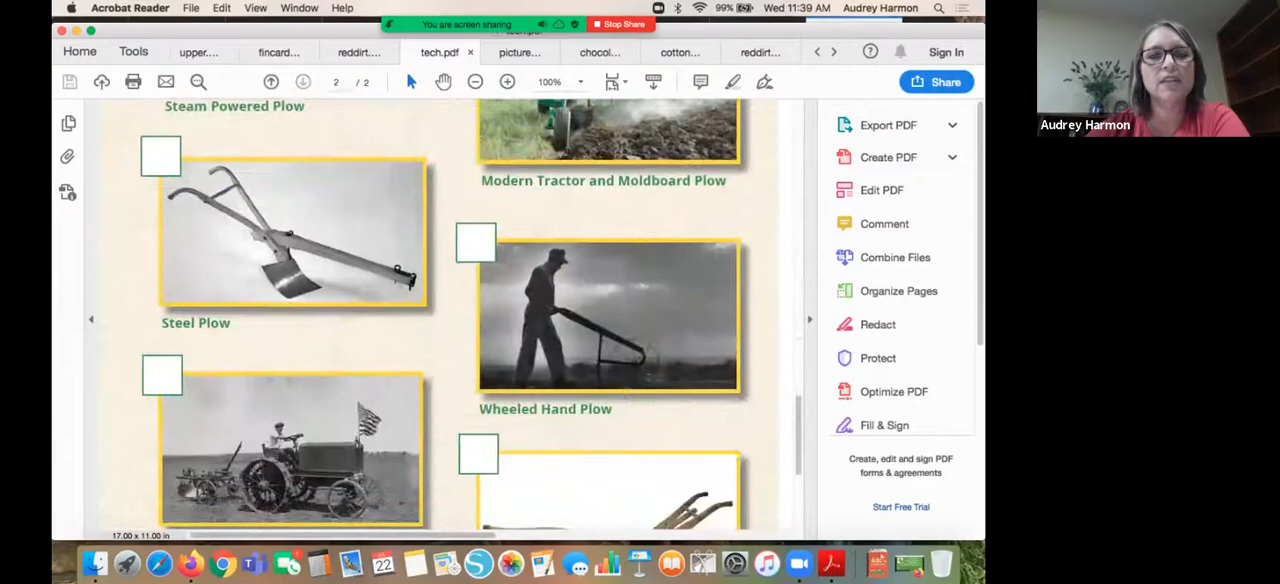 Acrobat Reader File Edit View Window Help 99% Wed 11:39 AM Audrey Harmon
You are screen sharing Stop Share
Home Tools upper.... fincard.... reddirt.... tech.pdf × picture... chocol... cotton... reddirt... Sign In
2 / 2 100% Share
Steam Powered Plow
Modern Tractor and Moldboard Plow
Steel Plow
Wheeled Hand Plow
17.00 x 11.00 in
Export PDF
Create PDF
Edit PDF
Comment
Combine Files
Organize Pages
Redact
Protect
Optimize PDF
Fill & Sign
Create, edit and sign PDF
forms & agreements
Start Free Trial
Audrey Harmon
22